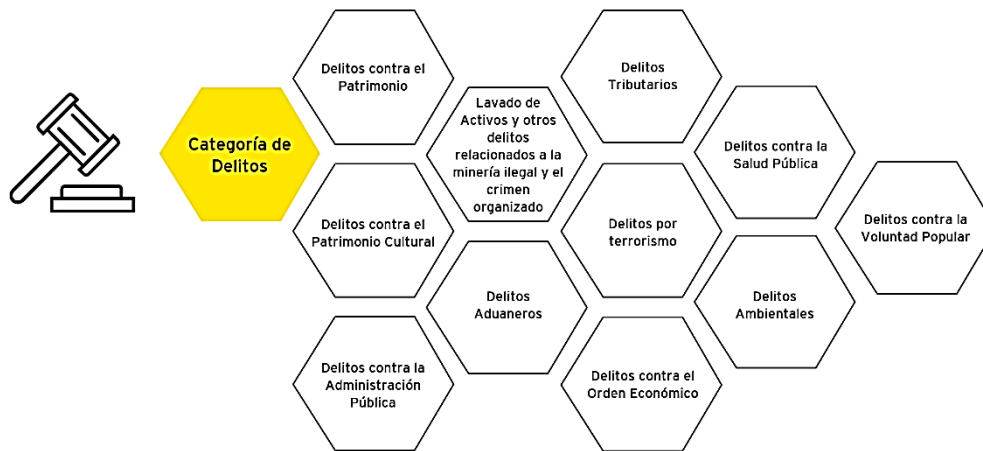 Categoría de
Delitos
Delitos contra el
Patrimonio
Delitos contra el
Patrimonio Cultural
Delitos contra la
Administración
Pública
Lavado de
Activos y otros
delitos
relacionados a la
minería ilegal y el
crimen
organizado
Delitos
Aduaneros
Delitos
Tributarios
Delitos por
terrorismo
Delitos contra el
Orden Económico
Delitos contra la
Salud Pública
Delitos
Ambientales
Delitos contra la
Voluntad Popular